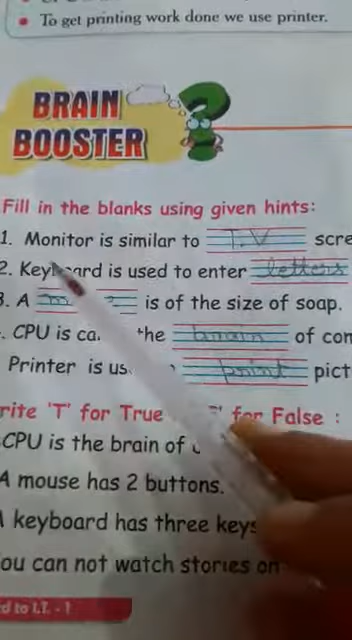 To get printing work done we use printer.
BRAIN
BOOSTER
Fill in the blanks using given hints:
1. Monitor is similar to T.V scre
2. Keyboard is used to enter letters
3. A is of the size of soap.
. CPU is ca the brain of con
Printer is us print pict
rite 'T' for True for False :
CPU is the brain of
A mouse has 2 buttons.
A keyboard has three keys
ou can not watch stories on
d to I.T. - 1